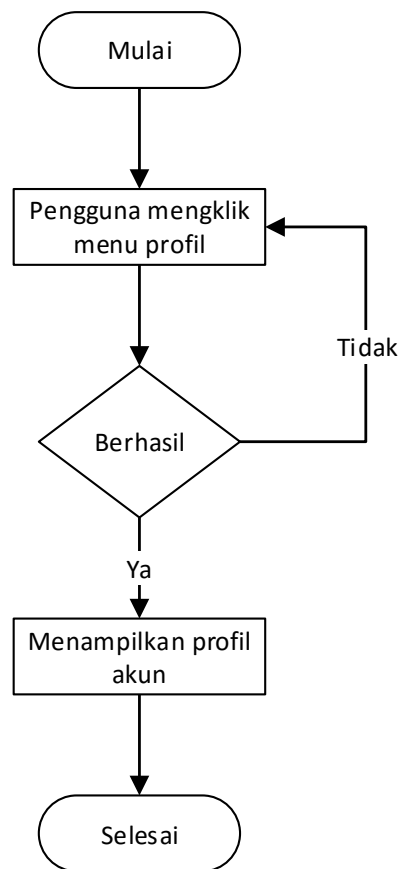 Mulai
Pengguna mengklik
menu profil
Tidak
Berhasil
Ya
Menampilkan profil
akun
Selesai